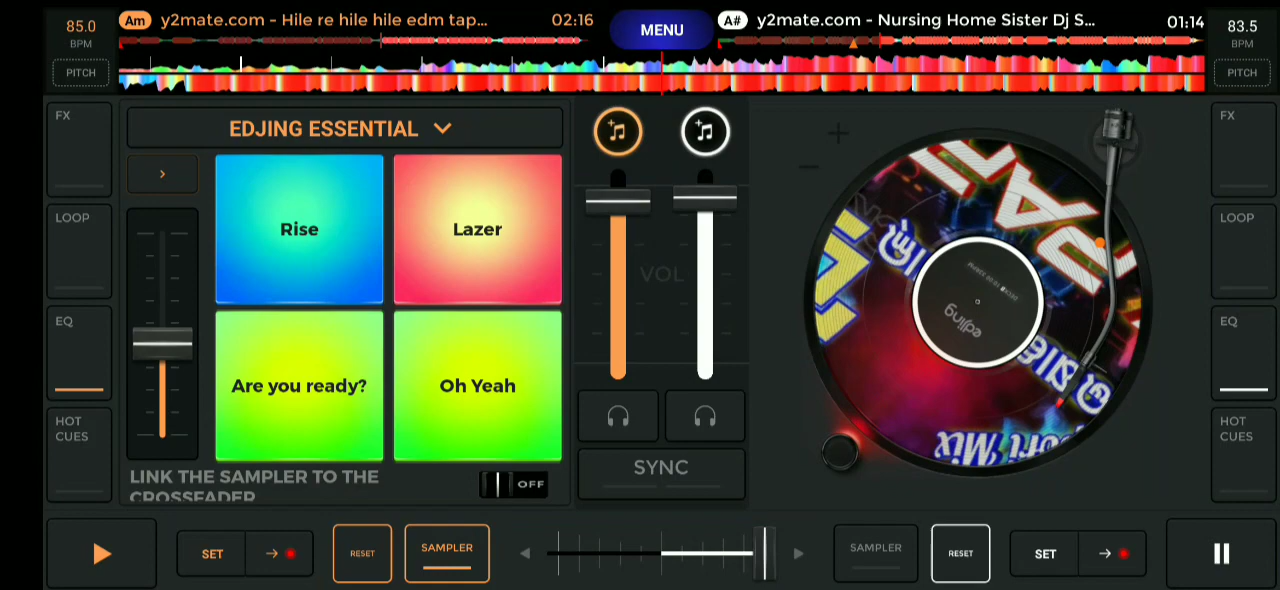 85.0
BPM
PITCH
Am y2mate.com - Hile re hile hile edm tap... 02:16
MENU
A# y2mate.com - Nursing Home Sister Dj S... 01:14
83.5
BPM
PITCH
FX
LOOP
EQ
HOT
CUES
EDJING ESSENTIAL
Rise
Lazer
Are you ready?
Oh Yeah
LINK THE SAMPLER TO THE
CROSSFADER
OFF
VOL
SYNC
edjing
FX
LOOP
EQ
HOT
CUES
SET
RESET
SAMPLER
SAMPLER
RESET
SET